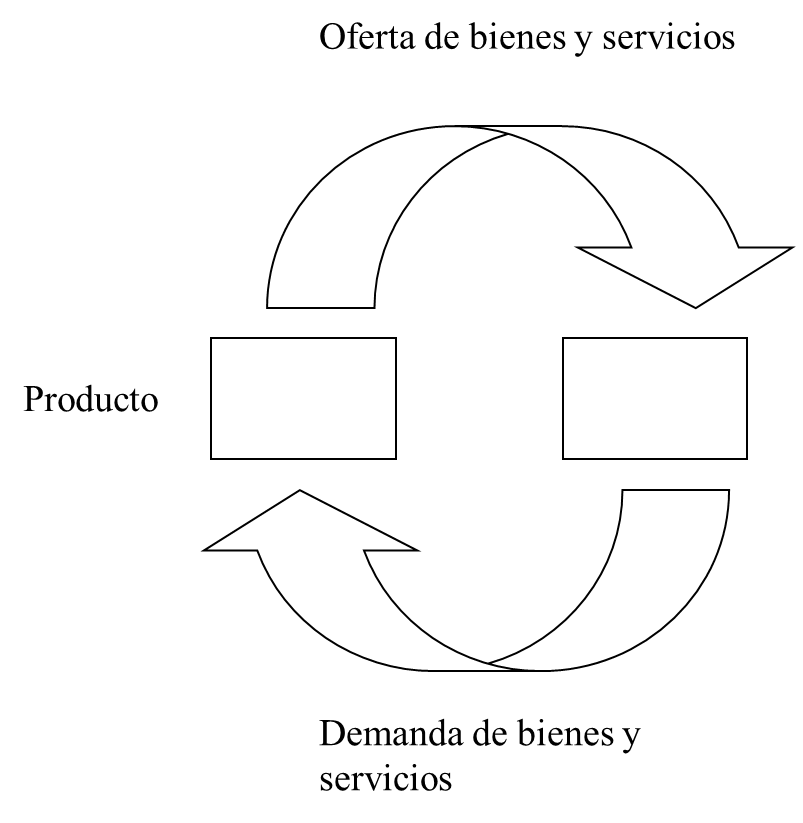 Oferta de bienes y servicios
Producto
Demanda de bienes y
servicios